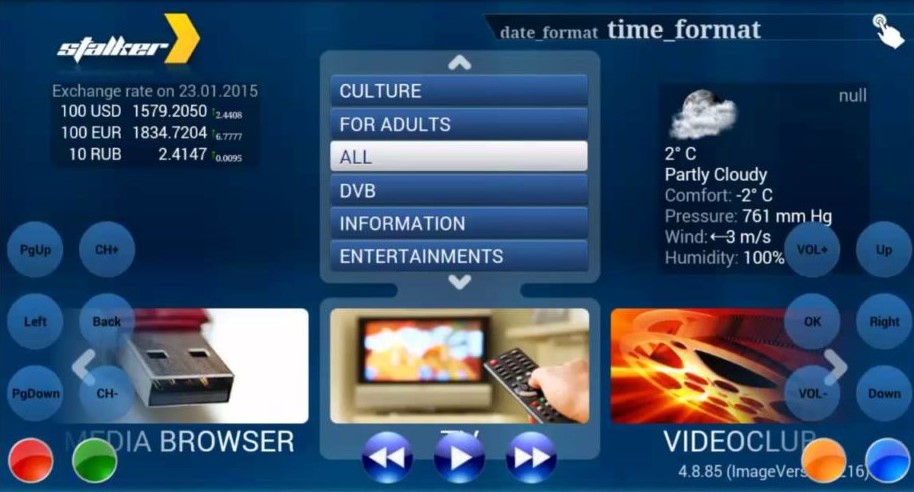 stalker
date_format time_format
Exchange rate on 23.01.2015
100 USD 1579.2050 ↑2.4408
100 EUR 1834.7204 ↑6.7777
10 RUB 2.4147 ↑0.0095
CULTURE
FOR ADULTS
ALL
DVB
INFORMATION
ENTERTAINMENTS
null
2° C
Partly Cloudy
Comfort: -2° C
Pressure: 761 mm Hg
Wind: ←3 m/s
Humidity: 100%
PgUp CH+
VOL+ Up
Left Back
OK Right
PgDown CH-
VOL- Down
MEDIA BROWSER
TV
VIDEOCLUB
4.8.85 (ImageVers 216)